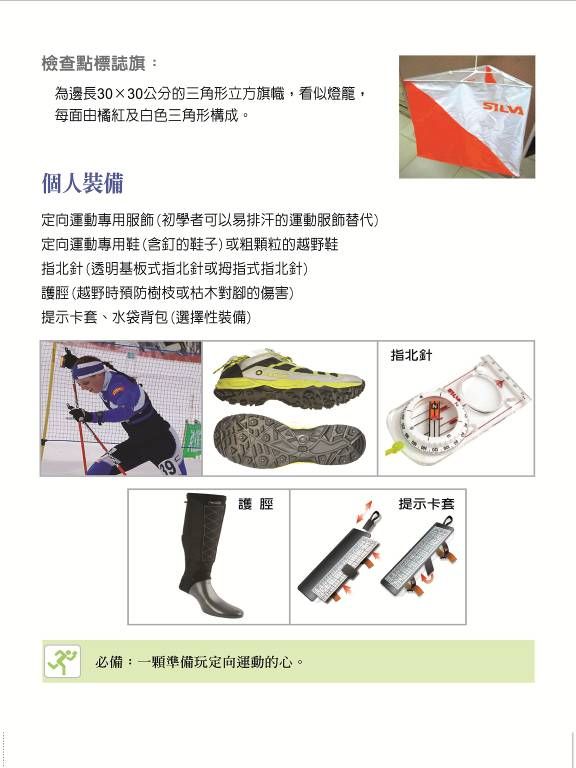 檢查點標誌旗：
為邊長30×30公分的三角形立方旗幟，看似燈籠，
每面由橘紅及白色三角形構成。
SILVA
個人裝備
定向運動專用服飾(初學者可以易排汗的運動服飾替代)
定向運動專用鞋(含釘的鞋子)或粗顆粒的越野鞋
指北針(透明基板式指北針或拇指式指北針)
護脛(越野時預防樹枝或枯木對腳的傷害)
提示卡套、水袋背包(選擇性裝備)
39
指北針
SILVA
護 脛
提示卡套
必備：一顆準備玩定向運動的心。